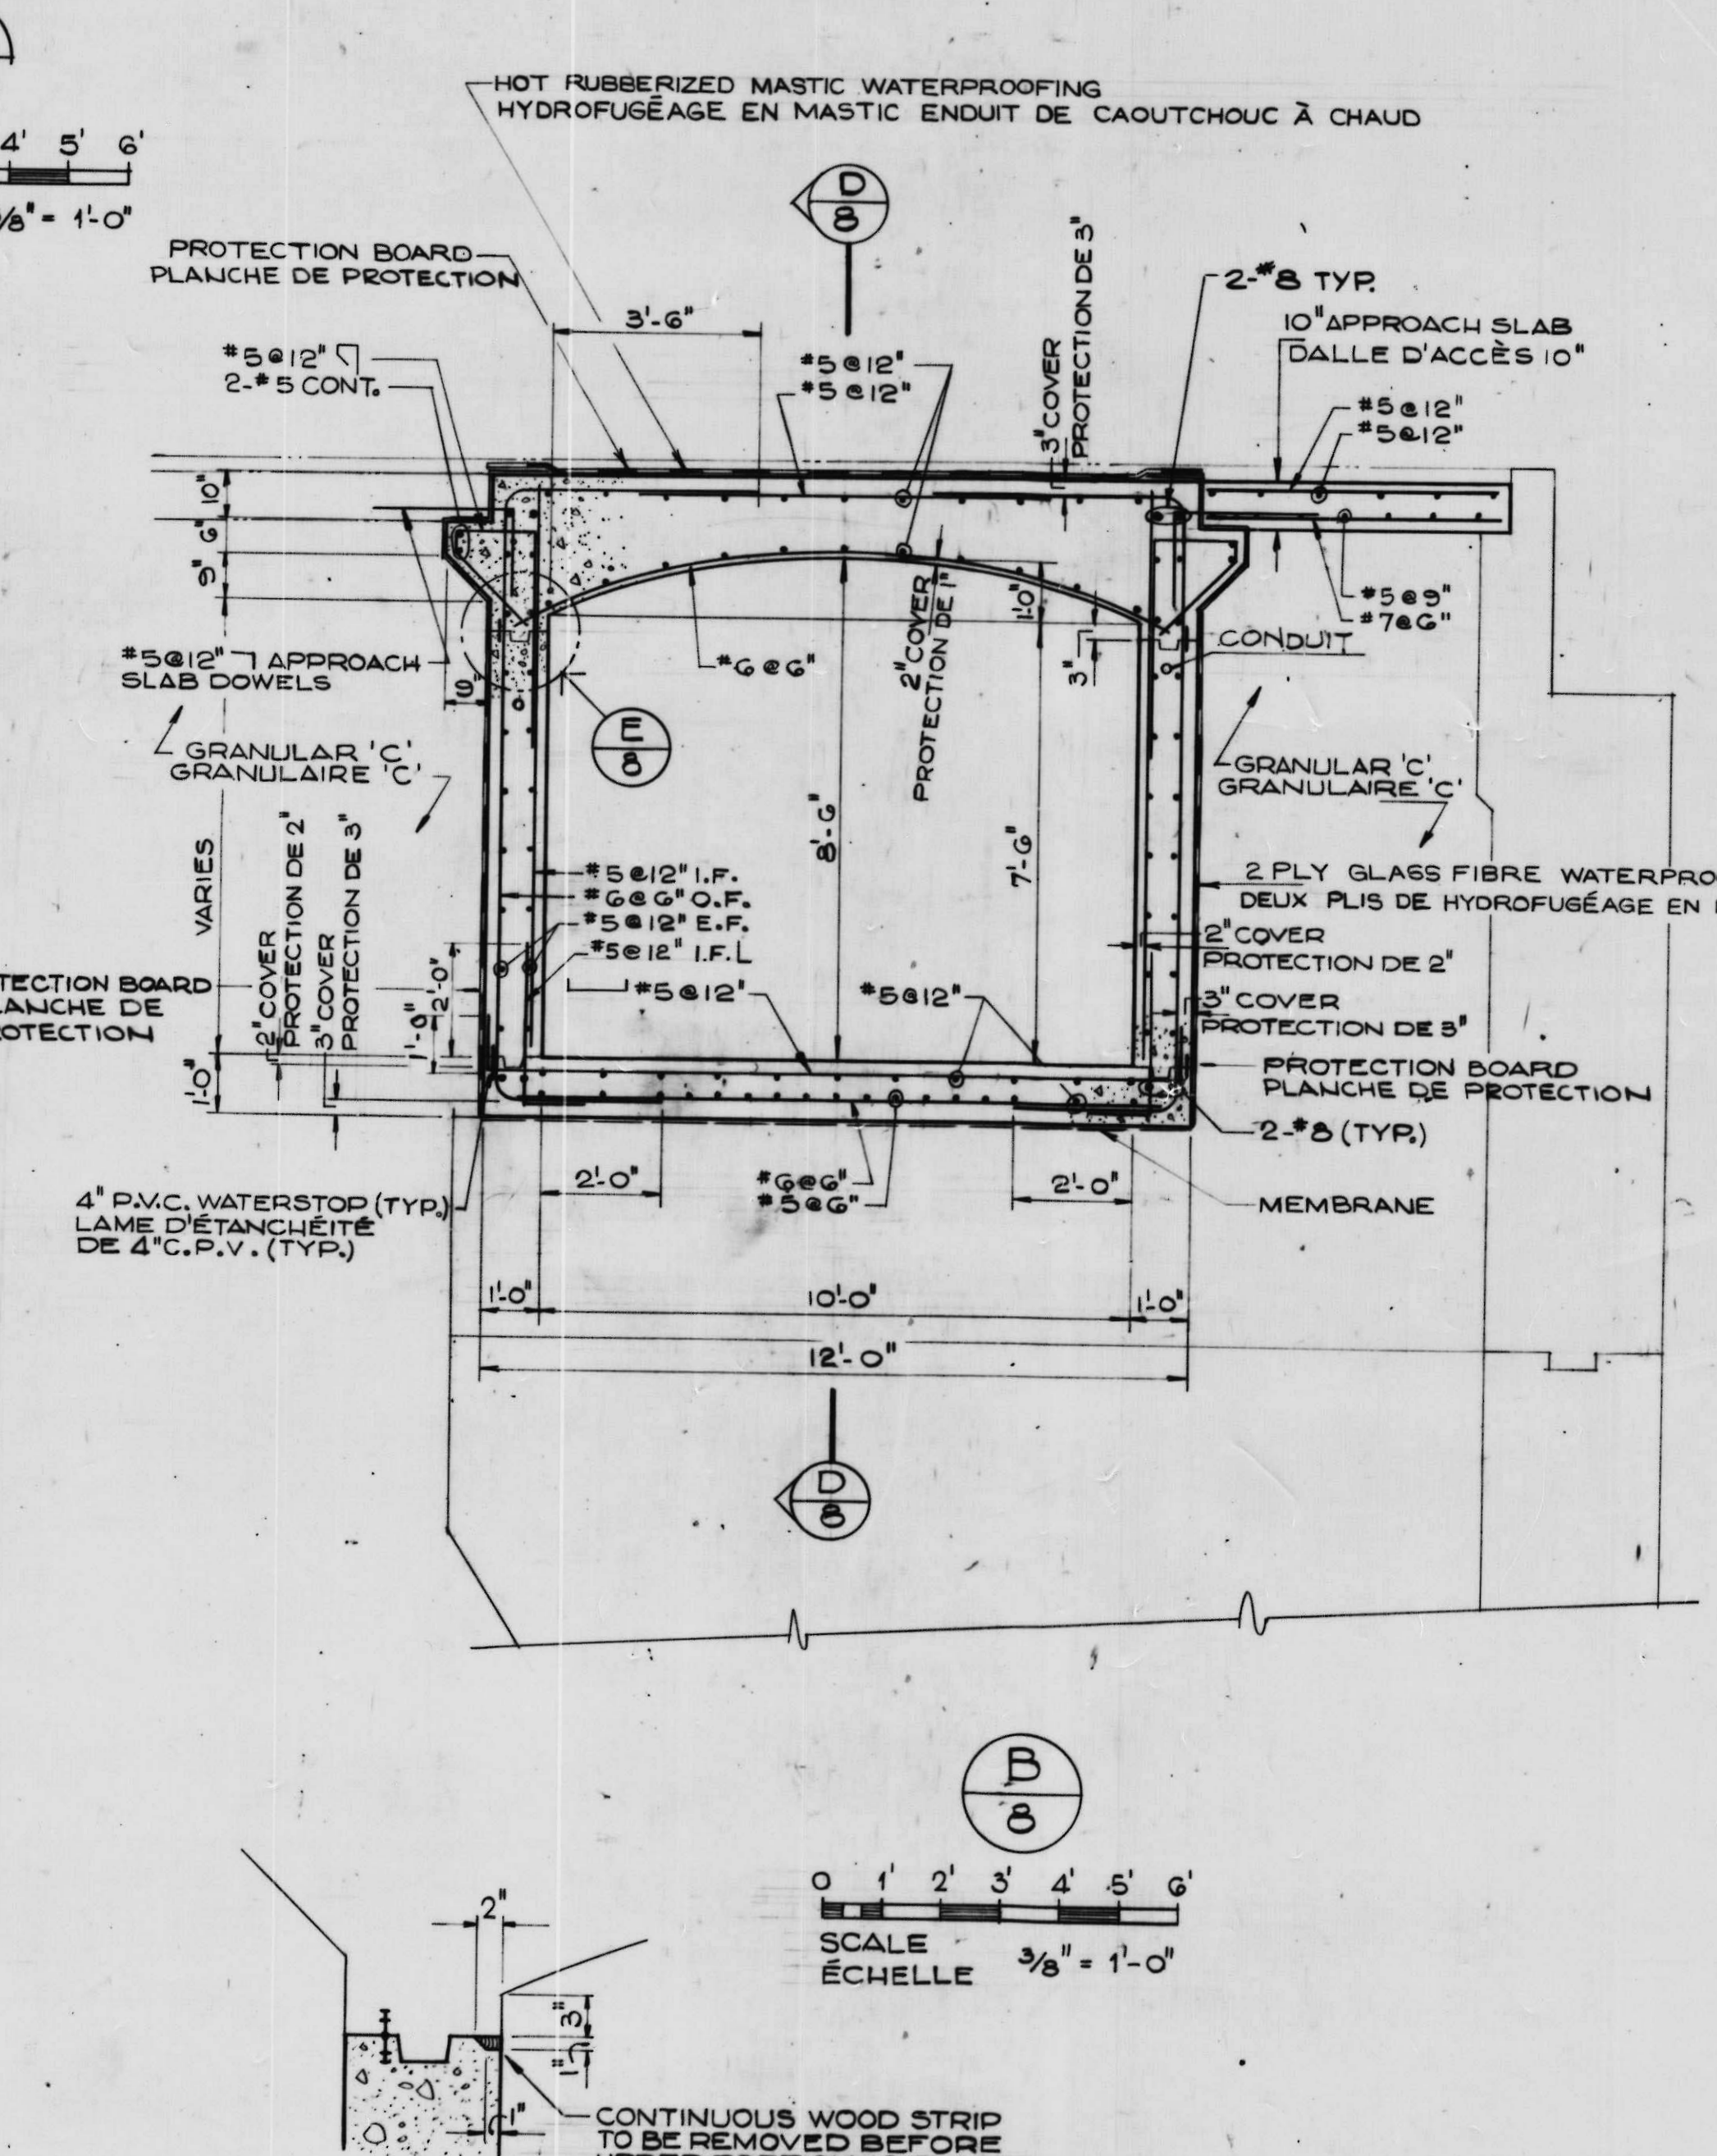 HOT RUBBERIZED MASTIC WATERPROOFING
HYDROFUGÉAGE EN MASTIC ENDUIT DE CAOUTCHOUC À CHAUD
4' 5' 6'
/8" = 1'-0"
D
8
PROTECTION BOARD
PLANCHE DE PROTECTION
3'-6"
#5@12"
2-#5 CONT.
#5@12"
#5@12"
3" COVER
PROTECTION DE 3"
2-#8 TYP.
10" APPROACH SLAB
DALLE D'ACCÈS 10"
#5@12"
#5@12"
10"
6"
9"
#5@9"
#7@6"
CONDUIT
#5@12" APPROACH
SLAB DOWELS
#6@6"
2" COVER
PROTECTION DE 1"
1'-0"
3"
E
8
GRANULAR 'C'
GRANULAIRE 'C'
GRANULAR 'C'
GRANULAIRE 'C'
VARIES
8'-6"
7'-6"
2 PLY GLASS FIBRE WATERPRO
DEUX PLIS DE HYDROFUGÉAGE EN
#5@12" I.F.
#6@6" O.F.
#5@12" E.F.
#5@12" I.F.L
#5@12"
#5@12"
2" COVER
PROTECTION DE 2"
3" COVER
PROTECTION DE 3"
2" COVER
PROTECTION DE 2"
3" COVER
PROTECTION DE 3"
TECTION BOARD
ANCHE DE
OTECTION
2'-0"
1'-0"
PROTECTION BOARD
PLANCHE DE PROTECTION
2-#8 (TYP.)
MEMBRANE
2'-0"
#6@6"
#5@6"
2'-0"
4" P.V.C. WATERSTOP (TYP.)
LAME D'ÉTANCHÉITÉ
DE 4" C.P.V. (TYP.)
1'-0" 10'-0" 1'-0"
12'-0"
D
8
B
8
0 1' 2' 3' 4' 5' 6'
SCALE
ÉCHELLE 3/8" = 1'-0"
2"
3"
1"
1"
CONTINUOUS WOOD STRIP
TO BE REMOVED BEFORE